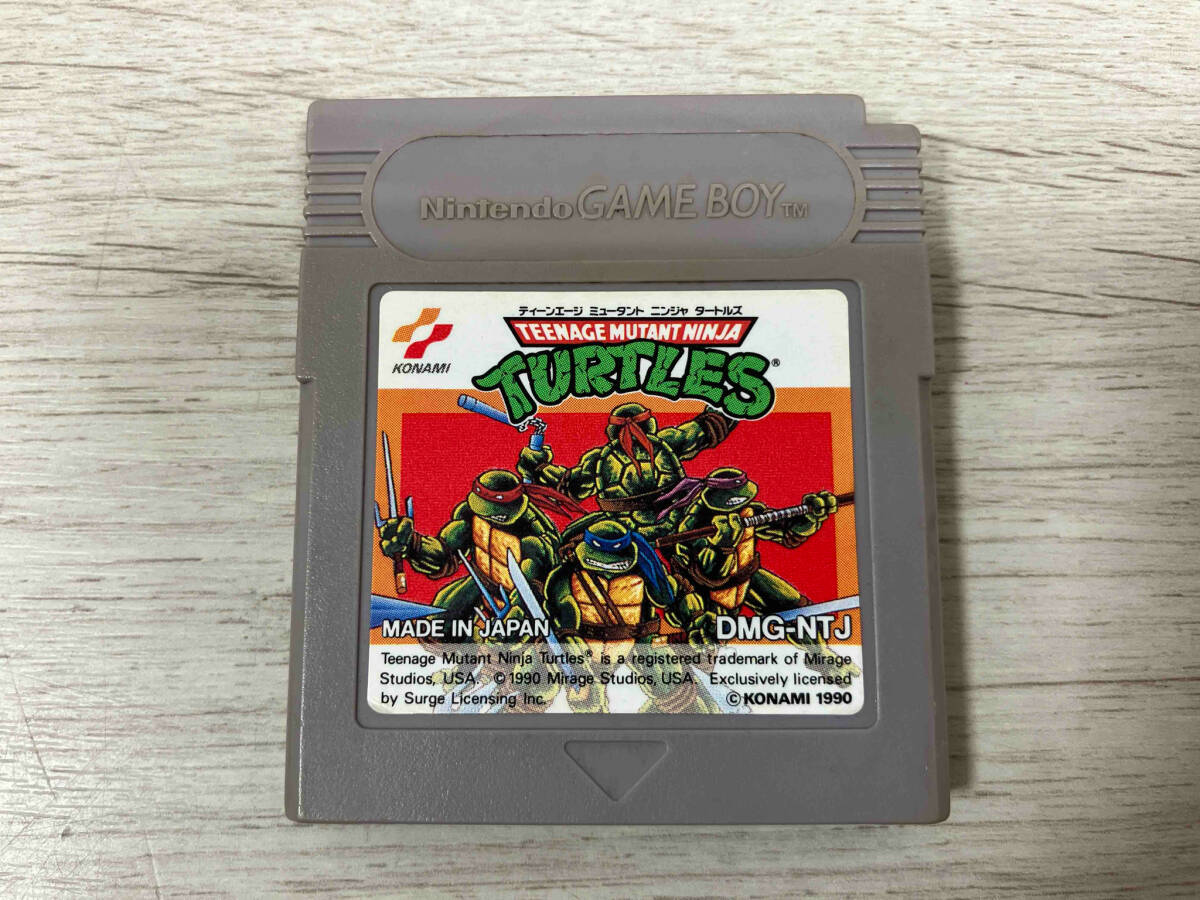 Nintendo GAME BOY™
ティーンエージ ミュータント ニンジャ タートルズ
TEENAGE MUTANT NINJA
TURTLES®
KONAMI
MADE IN JAPAN
DMG-NTJ
Teenage Mutant Ninja Turtles® is a registered trademark of Mirage
Studios, USA. ©1990 Mirage Studios, USA. Exclusively licensed
by Surge Licensing Inc.
©KONAMI 1990